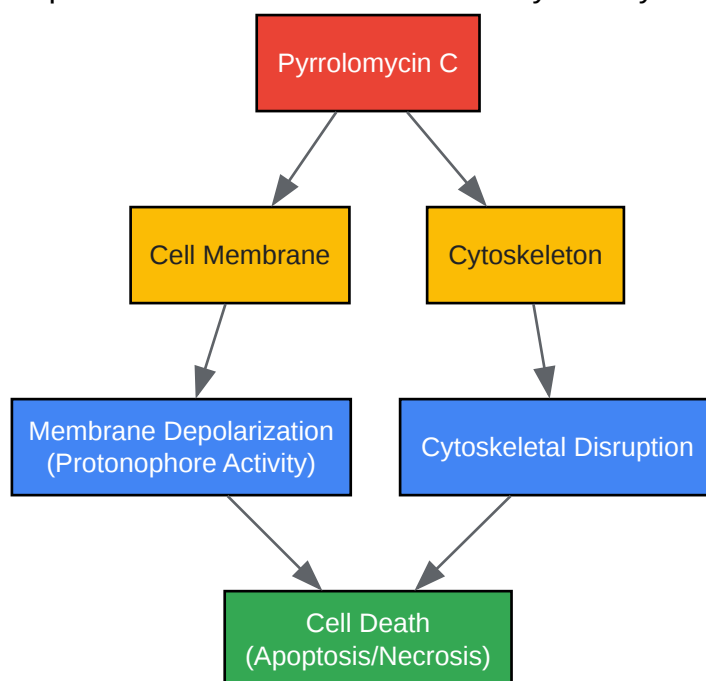 Pyrrolomycin C
Cell Membrane
Cytoskeleton
Membrane Depolarization
(Protonophore Activity)
Cytoskeletal Disruption
Cell Death
(Apoptosis/Necrosis)